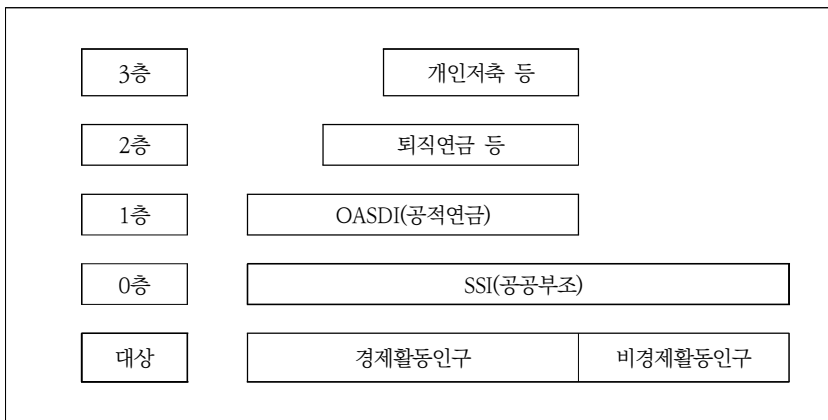 3층 개인저축 등
2층 퇴직연금 등
1층 OASDI(공적연금)
0층 SSI(공공부조)
대상 경제활동인구 비경제활동인구